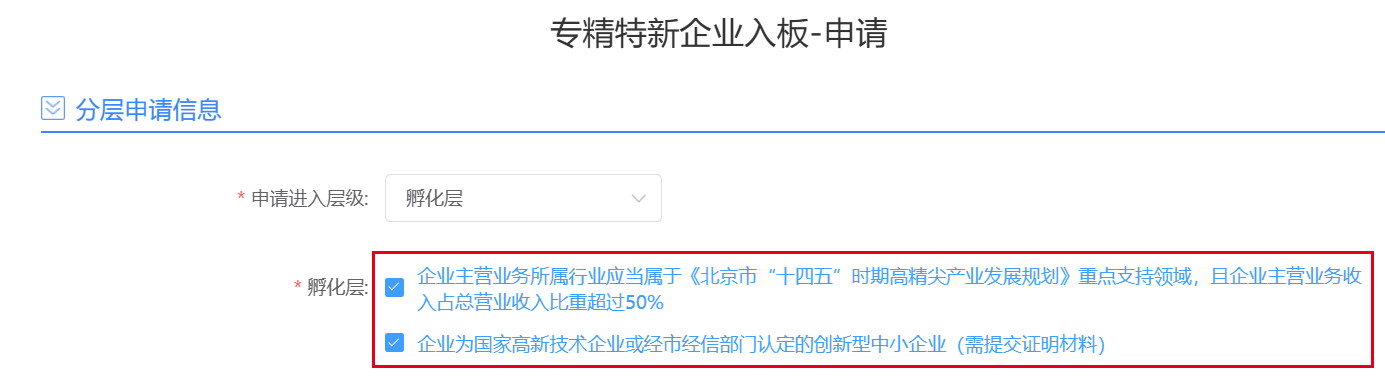 专精特新企业入板-申请
分层申请信息
* 申请进入层级: 孵化层
* 孵化层:
企业主营业务所属行业应当属于《北京市“十四五”时期高精尖产业发展规划》重点支持领域，且企业主营业务收
入占总营业收入比重超过50%
企业为国家高新技术企业或经市经信部门认定的创新型中小企业（需提交证明材料）